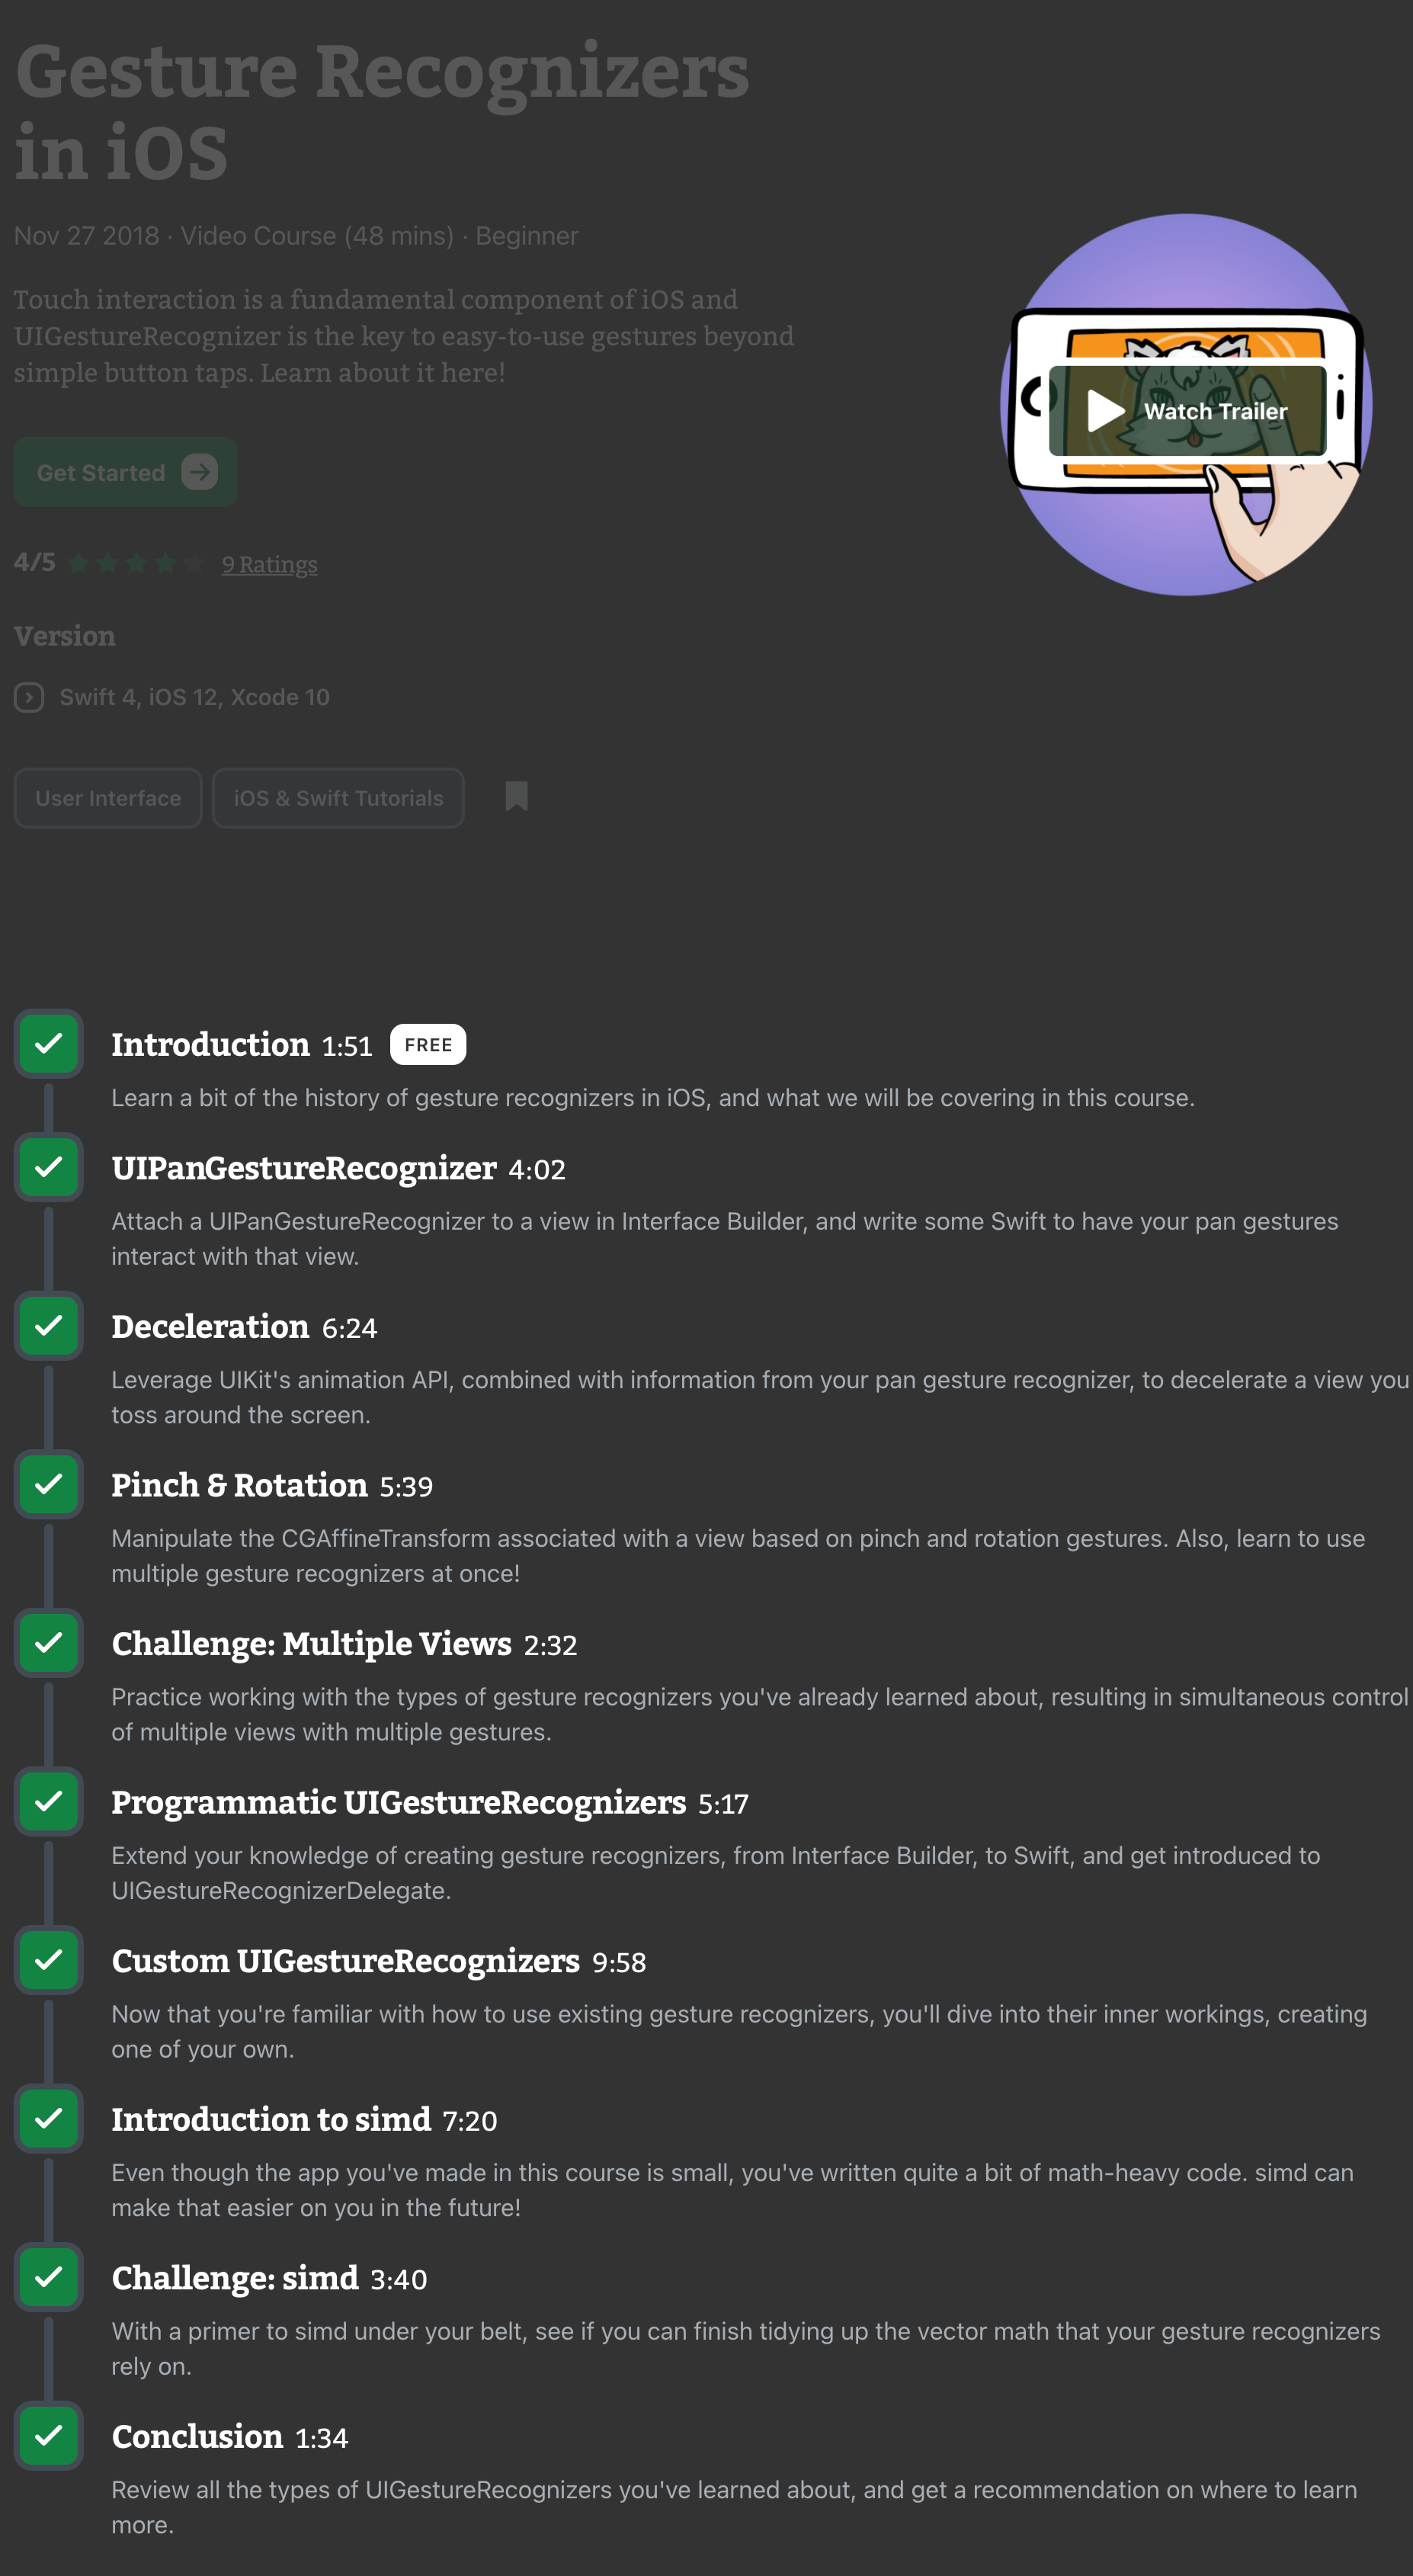 Gesture Recognizers
in iOS
Nov 27 2018 · Video Course (48 mins) · Beginner
Touch interaction is a fundamental component of iOS and
UIGestureRecognizer is the key to easy-to-use gestures beyond
simple button taps. Learn about it here!
Watch Trailer
Get Started
4/5 9 Ratings
Version
Swift 4, iOS 12, Xcode 10
User Interface iOS & Swift Tutorials
Introduction 1:51 FREE
Learn a bit of the history of gesture recognizers in iOS, and what we will be covering in this course.
UIPanGestureRecognizer 4:02
Attach a UIPanGestureRecognizer to a view in Interface Builder, and write some Swift to have your pan gestures
interact with that view.
Deceleration 6:24
Leverage UIKit's animation API, combined with information from your pan gesture recognizer, to decelerate a view you
toss around the screen.
Pinch & Rotation 5:39
Manipulate the CGAffineTransform associated with a view based on pinch and rotation gestures. Also, learn to use
multiple gesture recognizers at once!
Challenge: Multiple Views 2:32
Practice working with the types of gesture recognizers you've already learned about, resulting in simultaneous control
of multiple views with multiple gestures.
Programmatic UIGestureRecognizers 5:17
Extend your knowledge of creating gesture recognizers, from Interface Builder, to Swift, and get introduced to
UIGestureRecognizerDelegate.
Custom UIGestureRecognizers 9:58
Now that you're familiar with how to use existing gesture recognizers, you'll dive into their inner workings, creating
one of your own.
Introduction to simd 7:20
Even though the app you've made in this course is small, you've written quite a bit of math-heavy code. simd can
make that easier on you in the future!
Challenge: simd 3:40
With a primer to simd under your belt, see if you can finish tidying up the vector math that your gesture recognizers
rely on.
Conclusion 1:34
Review all the types of UIGestureRecognizers you've learned about, and get a recommendation on where to learn
more.